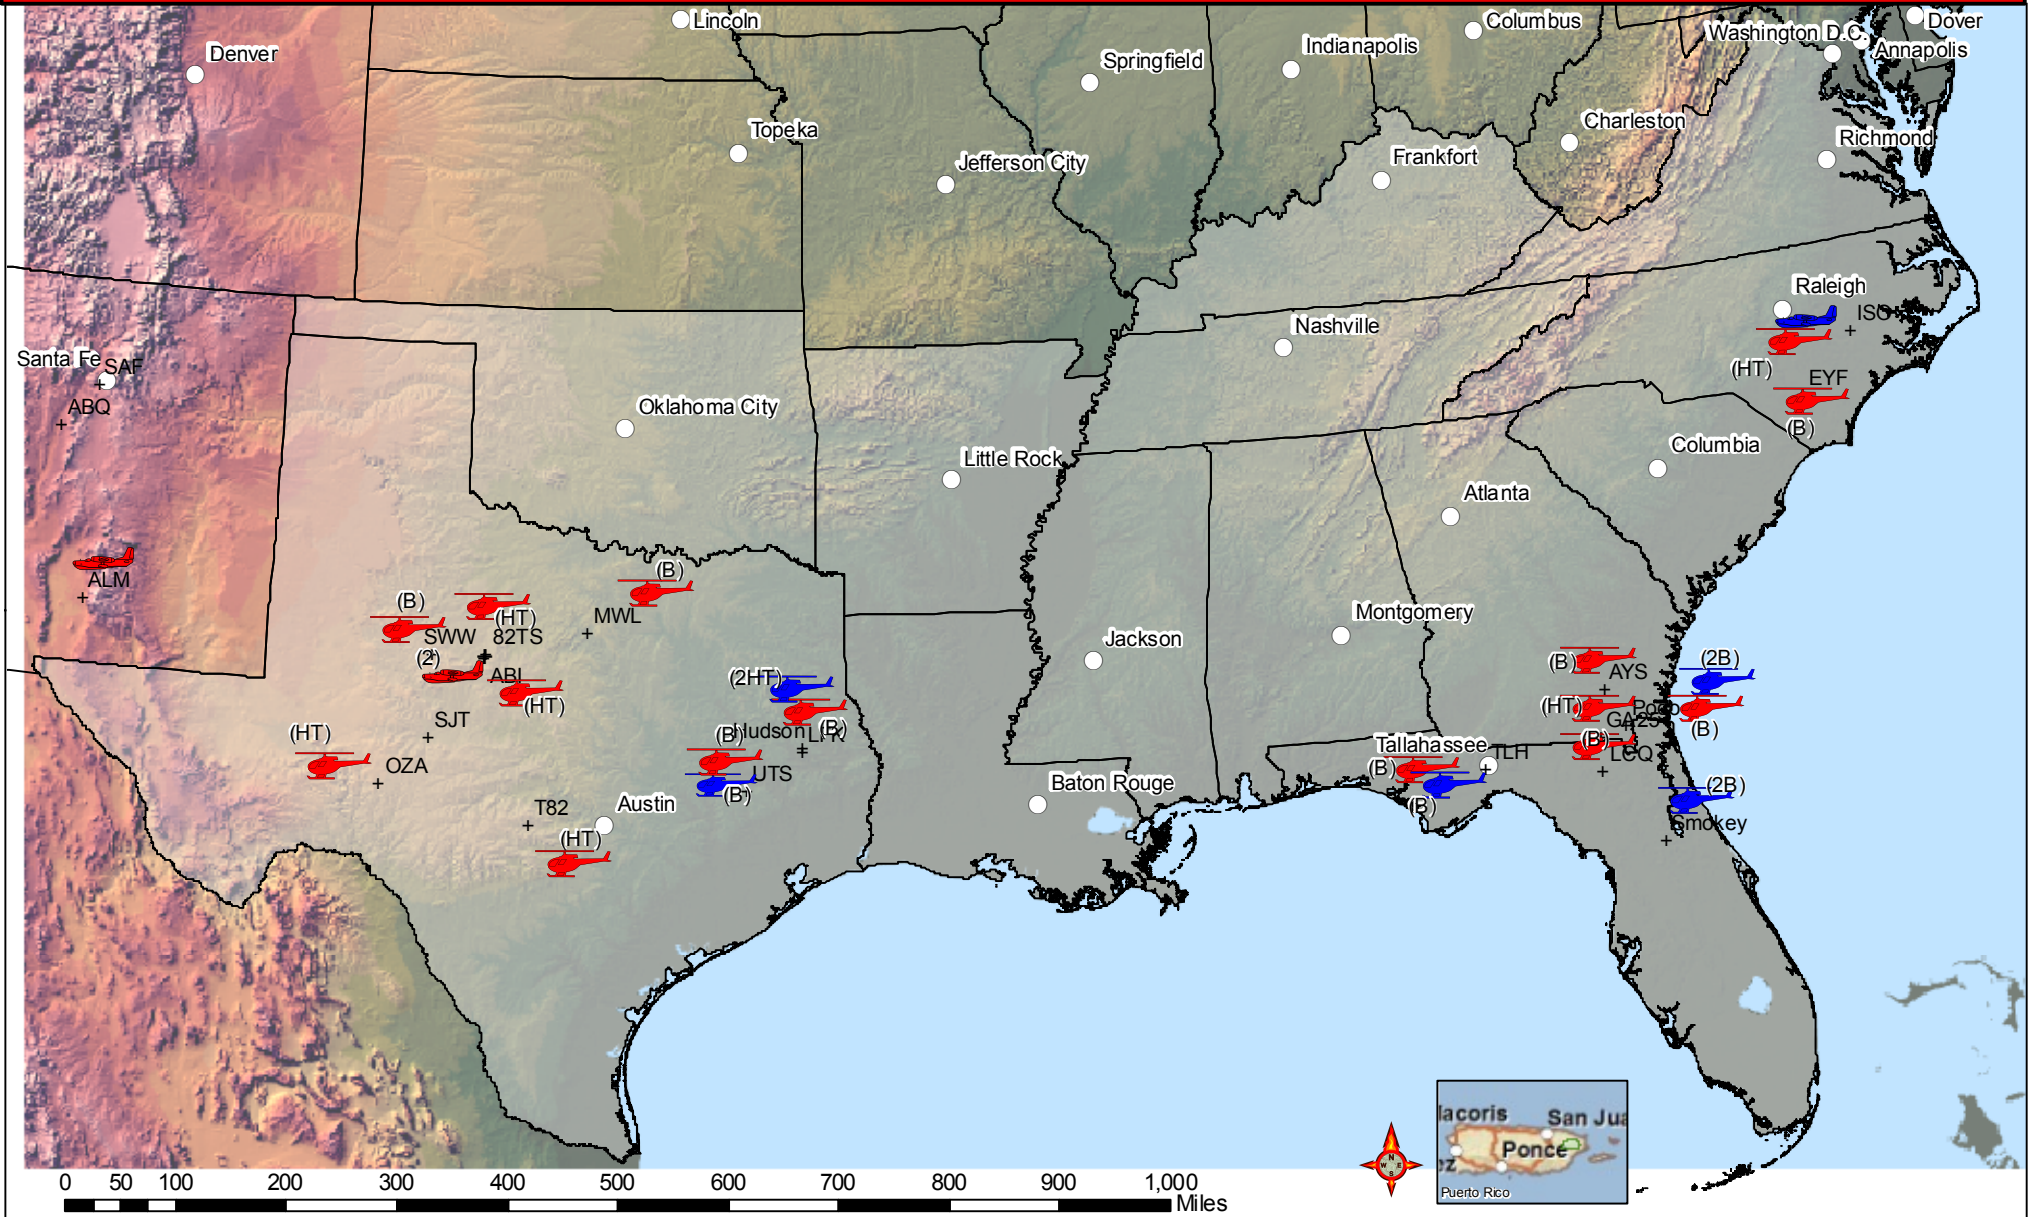 Lincoln
Columbus
Dover
Denver
Washington D.C.
Indianapolis
Annapolis
Springfield
Topeka
Charleston
Richmond
Jefferson City
Frankfort
Raleigh
ISO
Nashville
Santa Fe
SAF
(HT)
EYF
ABQ
Oklahoma City
(B)
Columbia
Little Rock
Atlanta
ALM
(B)
(B)
(HT)
MWL
Montgomery
SWW
82TS
Jackson
(2)
(B)
(2B)
ABI
(2HT)
AYS
(HT)
(HT)
SJT
GA25
(HT)
(B)
Hudson
LFK
(B)
(B)
(B)
Tallahassee
TLH
LCQ
OZA
UTS
(B)
Baton Rouge
(B)
(B)
(2B)
T82
Austin
Smokey
(HT)
lacoris
San Jua
Ponce
ez
Puerto Rico
N
W
E
S
0
50
100
200
300
400
500
600
700
800
900
1,000
Miles